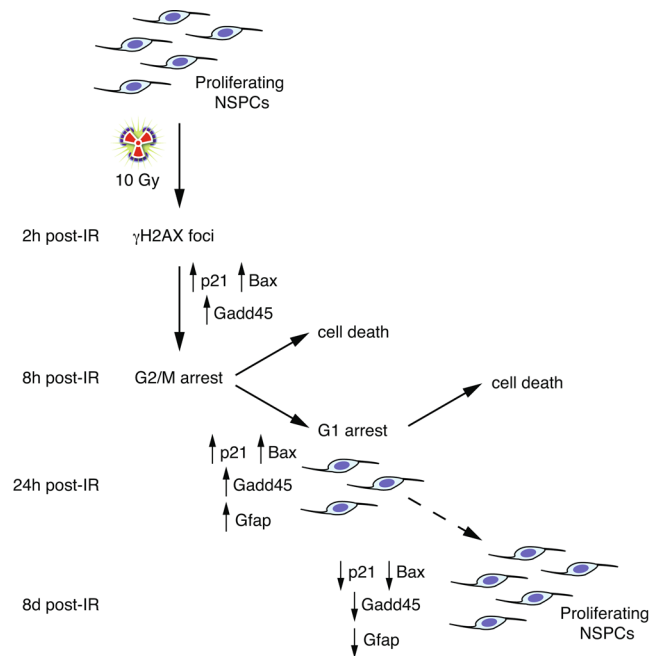 Proliferating
NSPCs
10 Gy
2h post-IR γH2AX foci
p21 Bax
Gadd45
cell death
8h post-IR G2/M arrest
cell death
G1 arrest
p21 Bax
24h post-IR Gadd45
Gfap
p21 Bax
8d post-IR Gadd45
Proliferating
NSPCs
Gfap